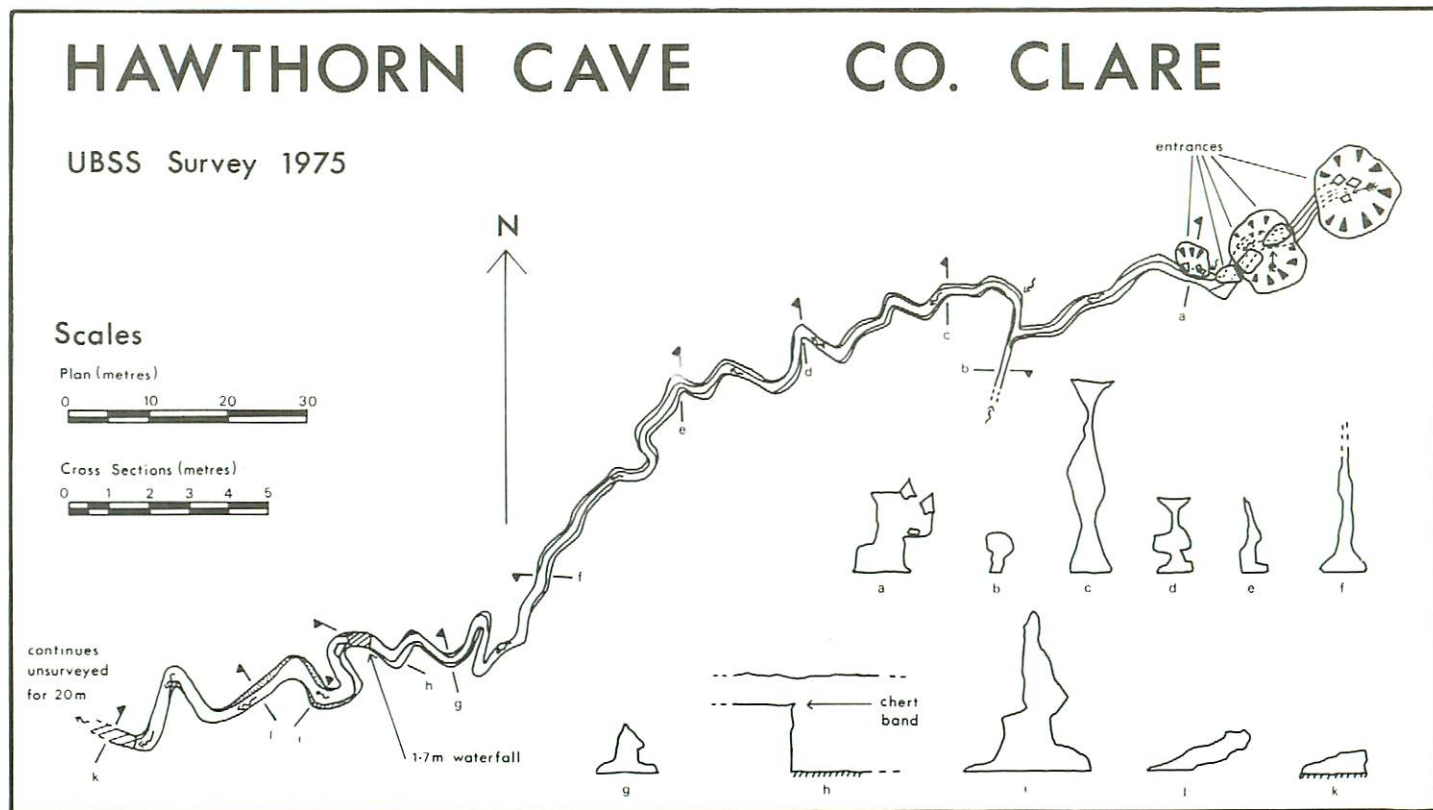 HAWTHORN CAVE CO. CLARE
UBSS Survey 1975
entrances
N
Scales
Plan (metres)
0 10 20 30
Cross Sections (metres)
0 1 2 3 4 5
a
b
c
d
e
f
g
h
ı
j
k
continues
unsurveyed
for 20m
1·7m waterfall
a b c d e f
chert
band
g h ı j k